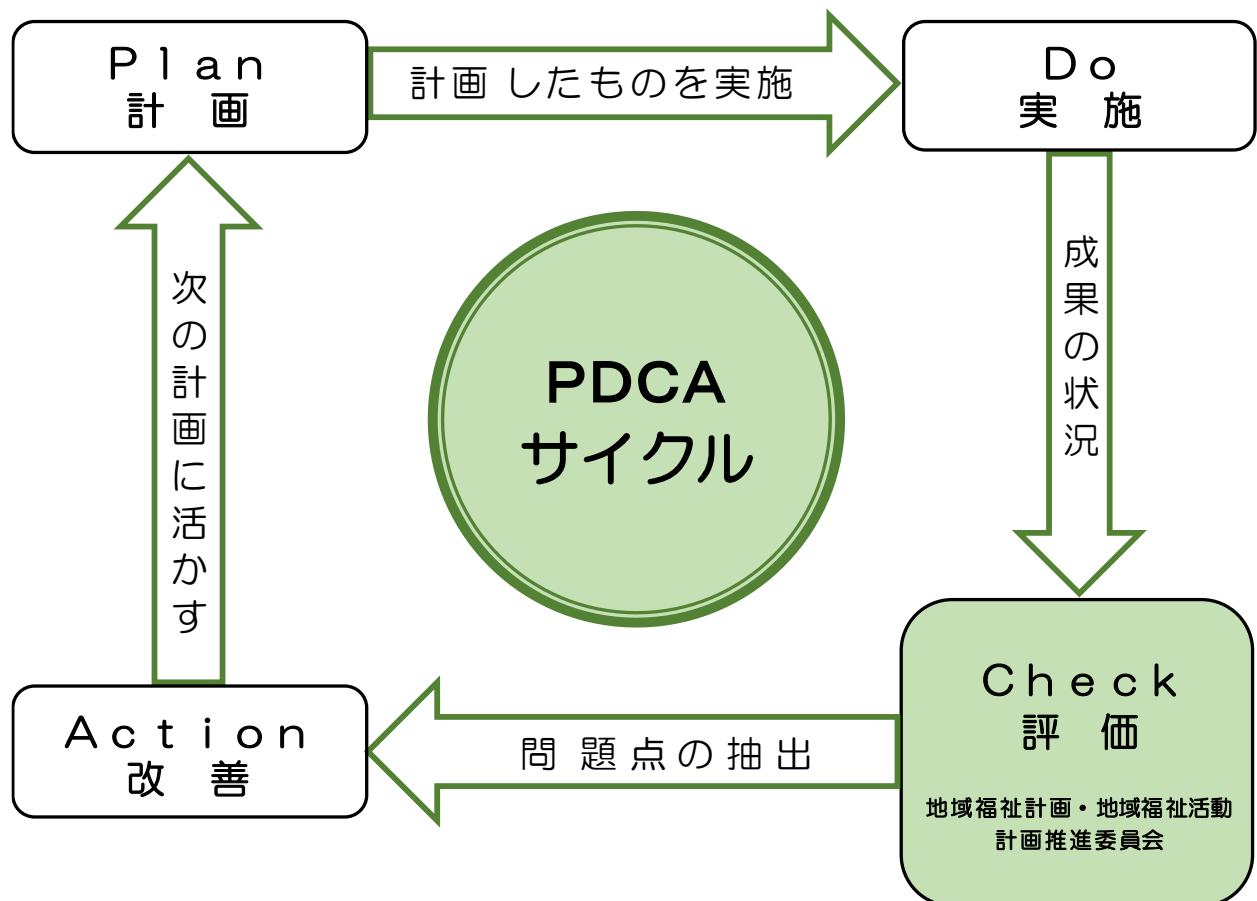 Plan
計画
計画したものを実施
Do
実施
成果の状況
次の計画に活かす
PDCA
サイクル
Check
評価
地域福祉計画・地域福祉活動
計画推進委員会
問題点の抽出
Action
改善